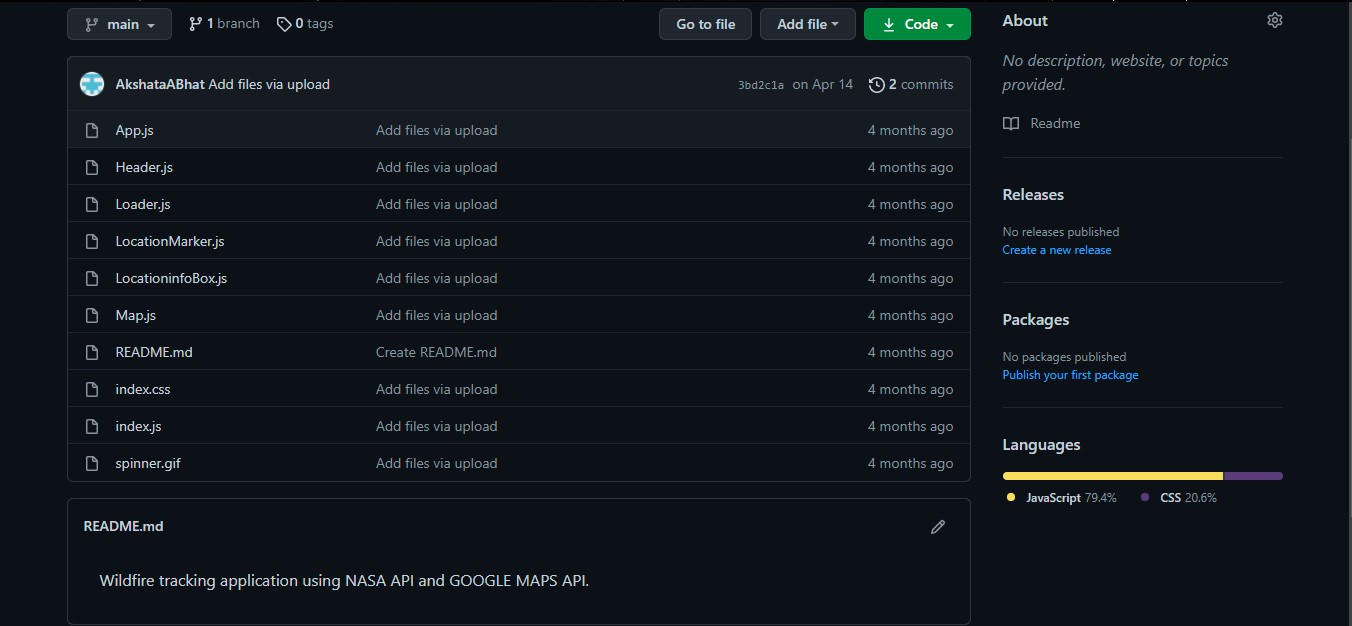 main 1 branch 0 tags Go to file Add file Code
AkshataABhat Add files via upload 3bd2c1a on Apr 14 2 commits
App.js Add files via upload 4 months ago
Header.js Add files via upload 4 months ago
Loader.js Add files via upload 4 months ago
LocationMarker.js Add files via upload 4 months ago
LocationinfoBox.js Add files via upload 4 months ago
Map.js Add files via upload 4 months ago
README.md Create README.md 4 months ago
index.css Add files via upload 4 months ago
index.js Add files via upload 4 months ago
spinner.gif Add files via upload 4 months ago
README.md
Wildfire tracking application using NASA API and GOOGLE MAPS API.
About
No description, website, or topics
provided.
Readme
Releases
No releases published
Create a new release
Packages
No packages published
Publish your first package
Languages
JavaScript 79.4% CSS 20.6%